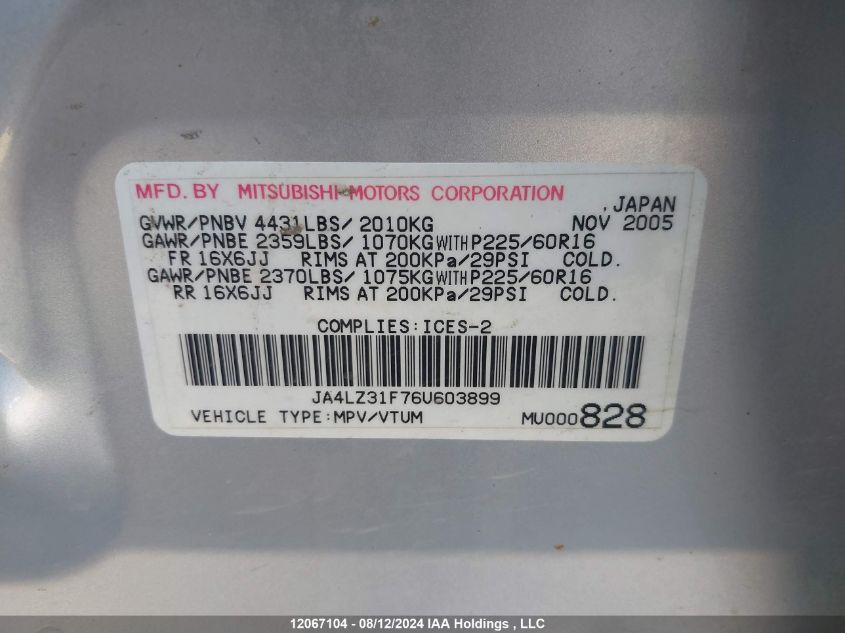 MFD. BY MITSUBISHI MOTORS CORPORATION
, JAPAN
GVWR/PNBV 4431LBS/ 2010KG NOV 2005
GAWR/PNBE 2359LBS/ 1070KG WITH P225/60R16
FR 16X6JJ RIMS AT 200KPa/29PSI COLD.
GAWR/PNBE 2370LBS/ 1075KG WITH P225/60R16
RR 16X6JJ RIMS AT 200KPa/29PSI COLD.
COMPLIES:ICES-2
JA4LZ31F76U603899
VEHICLE TYPE:MPV/VTUM MU000828
12067104 - 08/12/2024 IAA Holdings , LLC